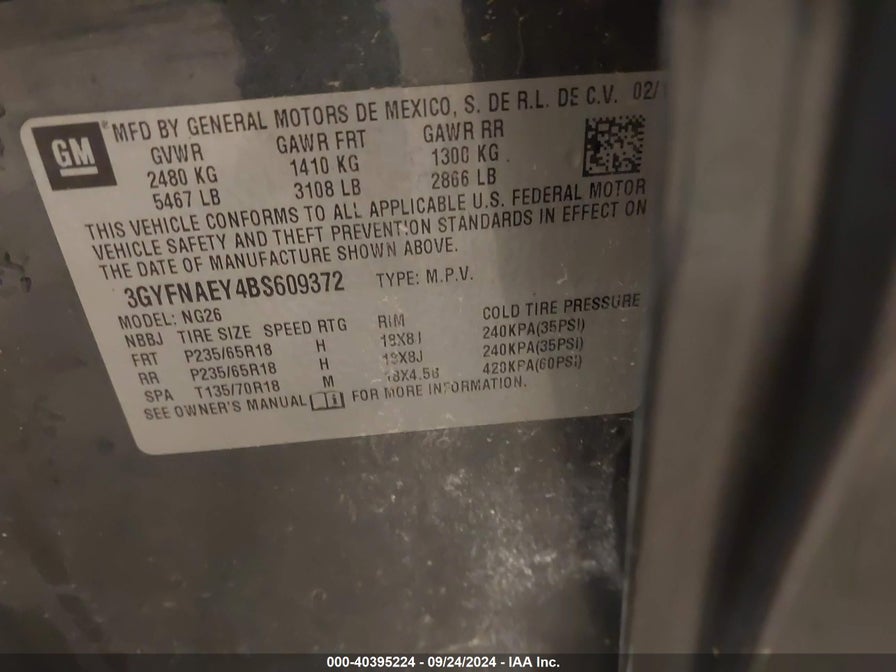 GM
MFD BY GENERAL MOTORS DE MEXICO, S. DE R.L. DE C.V. 02/
GVWR GAWR FRT GAWR RR
2480 KG 1410 KG 1300 KG
5467 LB 3108 LB 2866 LB
THIS VEHICLE CONFORMS TO ALL APPLICABLE U.S. FEDERAL MOTOR
VEHICLE SAFETY AND THEFT PREVENTION STANDARDS IN EFFECT ON
THE DATE OF MANUFACTURE SHOWN ABOVE.
3GYFNAEY4BS609372 TYPE: M.P.V.
MODEL: NG26
NBBJ TIRE SIZE SPEED RTG RIM COLD TIRE PRESSURE
FRT P235/65R18 H 18X8J 240KPA(35PSI)
RR P235/65R18 H 18X8J 240KPA(35PSI)
SPA T135/70R18 M 18X4.5B 420KPA(60PSI)
SEE OWNER'S MANUAL FOR MORE INFORMATION.
000-40395224 - 09/24/2024 - IAA Inc.